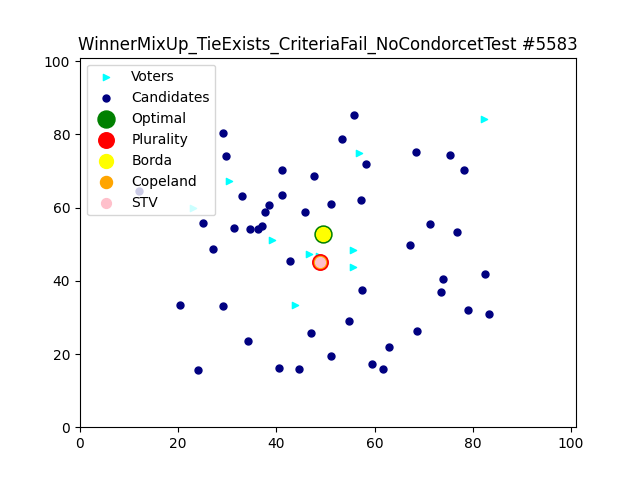 WinnerMixUp_TieExists_CriteriaFail_NoCondorcetTest #5583
100
80
60
40
20
0
Voters
Candidates
Optimal
Plurality
Borda
Copeland
STV
0 20 40 60 80 100